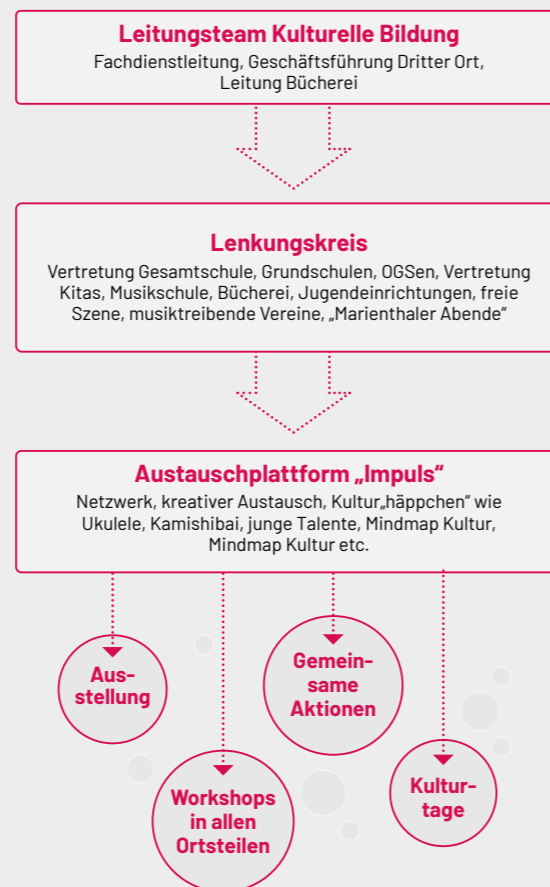 Leitungsteam Kulturelle Bildung
Fachdienstleitung, Geschäftsführung Dritter Ort,
Leitung Bücherei
Lenkungskreis
Vertretung Gesamtschule, Grundschulen, OGSen, Vertretung
Kitas, Musikschule, Bücherei, Jugendeinrichtungen, freie
Szene, musiktreibende Vereine, „Marienthaler Abende“
Austauschplattform „Impuls“
Netzwerk, kreativer Austausch, Kultur„häppchen“ wie
Ukulele, Kamishibai, junge Talente, Mindmap Kultur,
Mindmap Kultur etc.
Aus-
stellung
Gemein-
same
Aktionen
Workshops
in allen
Ortsteilen
Kultur-
tage